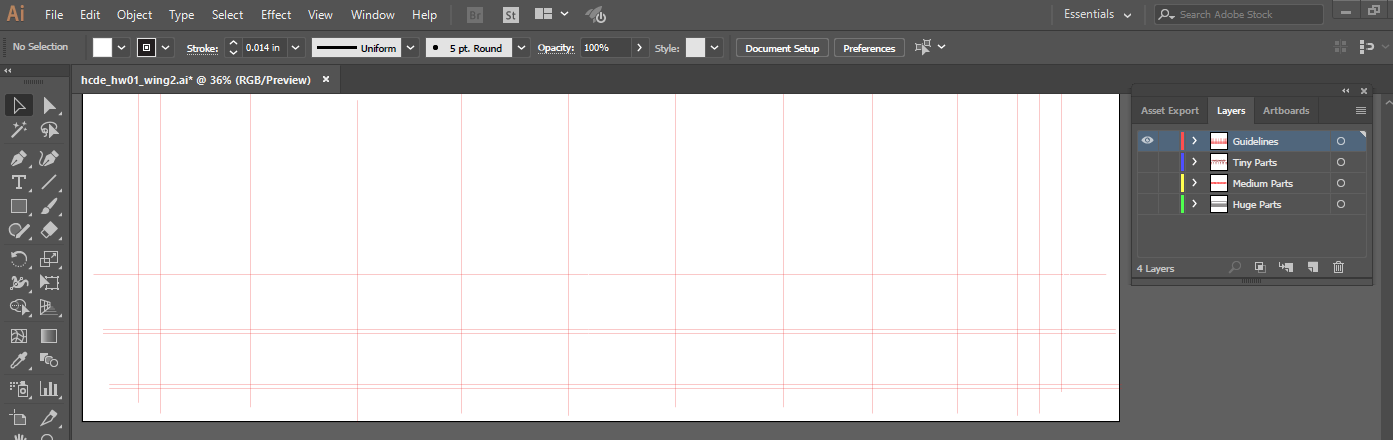 Ai File Edit Object Type Select Effect View Window Help Br St Essentials Search Adobe Stock
No Selection Stroke: 0.014 in Uniform 5 pt. Round Opacity: 100% Style: Document Setup Preferences
hcde_hw01_wing2.ai* @ 36% (RGB/Preview) ×
Asset Export Layers Artboards
Guidelines
Tiny Parts
Medium Parts
Huge Parts
4 Layers